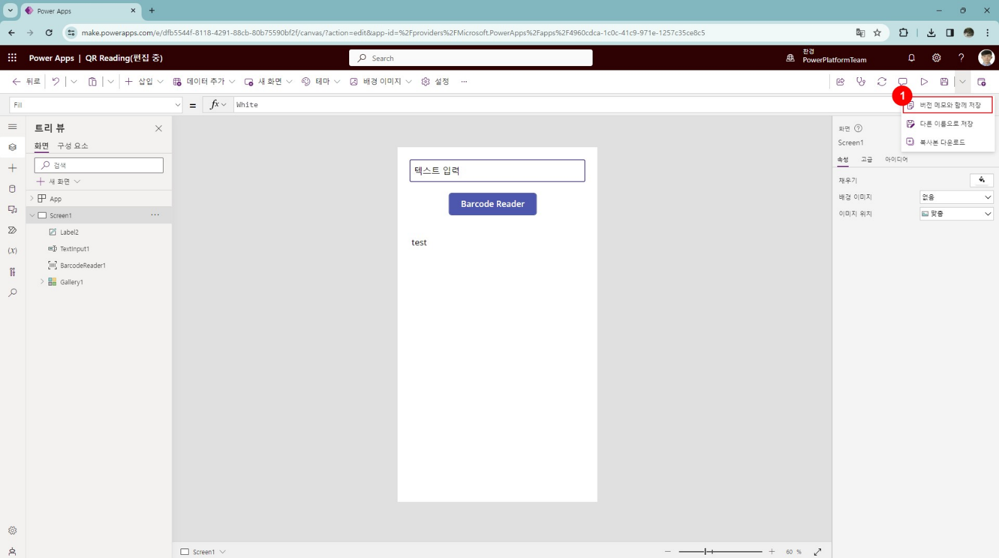 Power Apps
make.powerapps.com/e/dfb5544f-8118-4291-88cb-80b75590bf2f/canvas/?action=edit&app-id=%2Fproviders%2FMicrosoft.PowerApps%2Fapps%2F4960cdca-1c0c-41c9-971e-1257c35ce8c5
Power Apps | QR Reading(편집 중)
Search
환경
PowerPlatformTeam
뒤로
삽입
데이터 추가
새 화면
테마
배경 이미지
설정
Fill
=
fx
White
1
버전 메모와 함께 저장
다른 이름으로 저장
복사본 다운로드
트리 뷰
화면
구성 요소
검색
새 화면
App
Screen1
Label2
TextInput1
BarcodeReader1
Gallery1
텍스트 입력
Barcode Reader
test
화면
Screen1
속성
고급
아이디어
채우기
배경 이미지
없음
이미지 위치
맞춤
Screen1
60 %